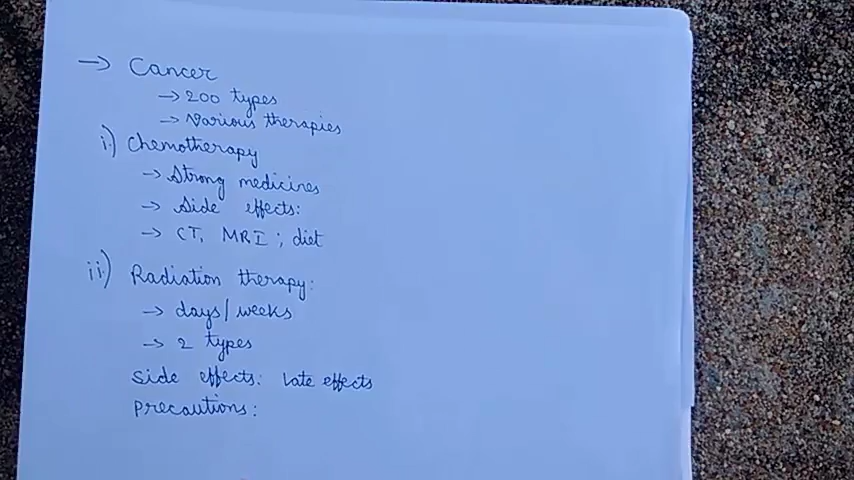 → Cancer
→ 200 types
→ Various therapies
i.) Chemotherapy
→ Strong medicines
→ Side effects:
→ CT, MRI ; diet
ii.) Radiation therapy:
→ days/weeks
→ 2 types
Side effects: Late effects
Precautions: